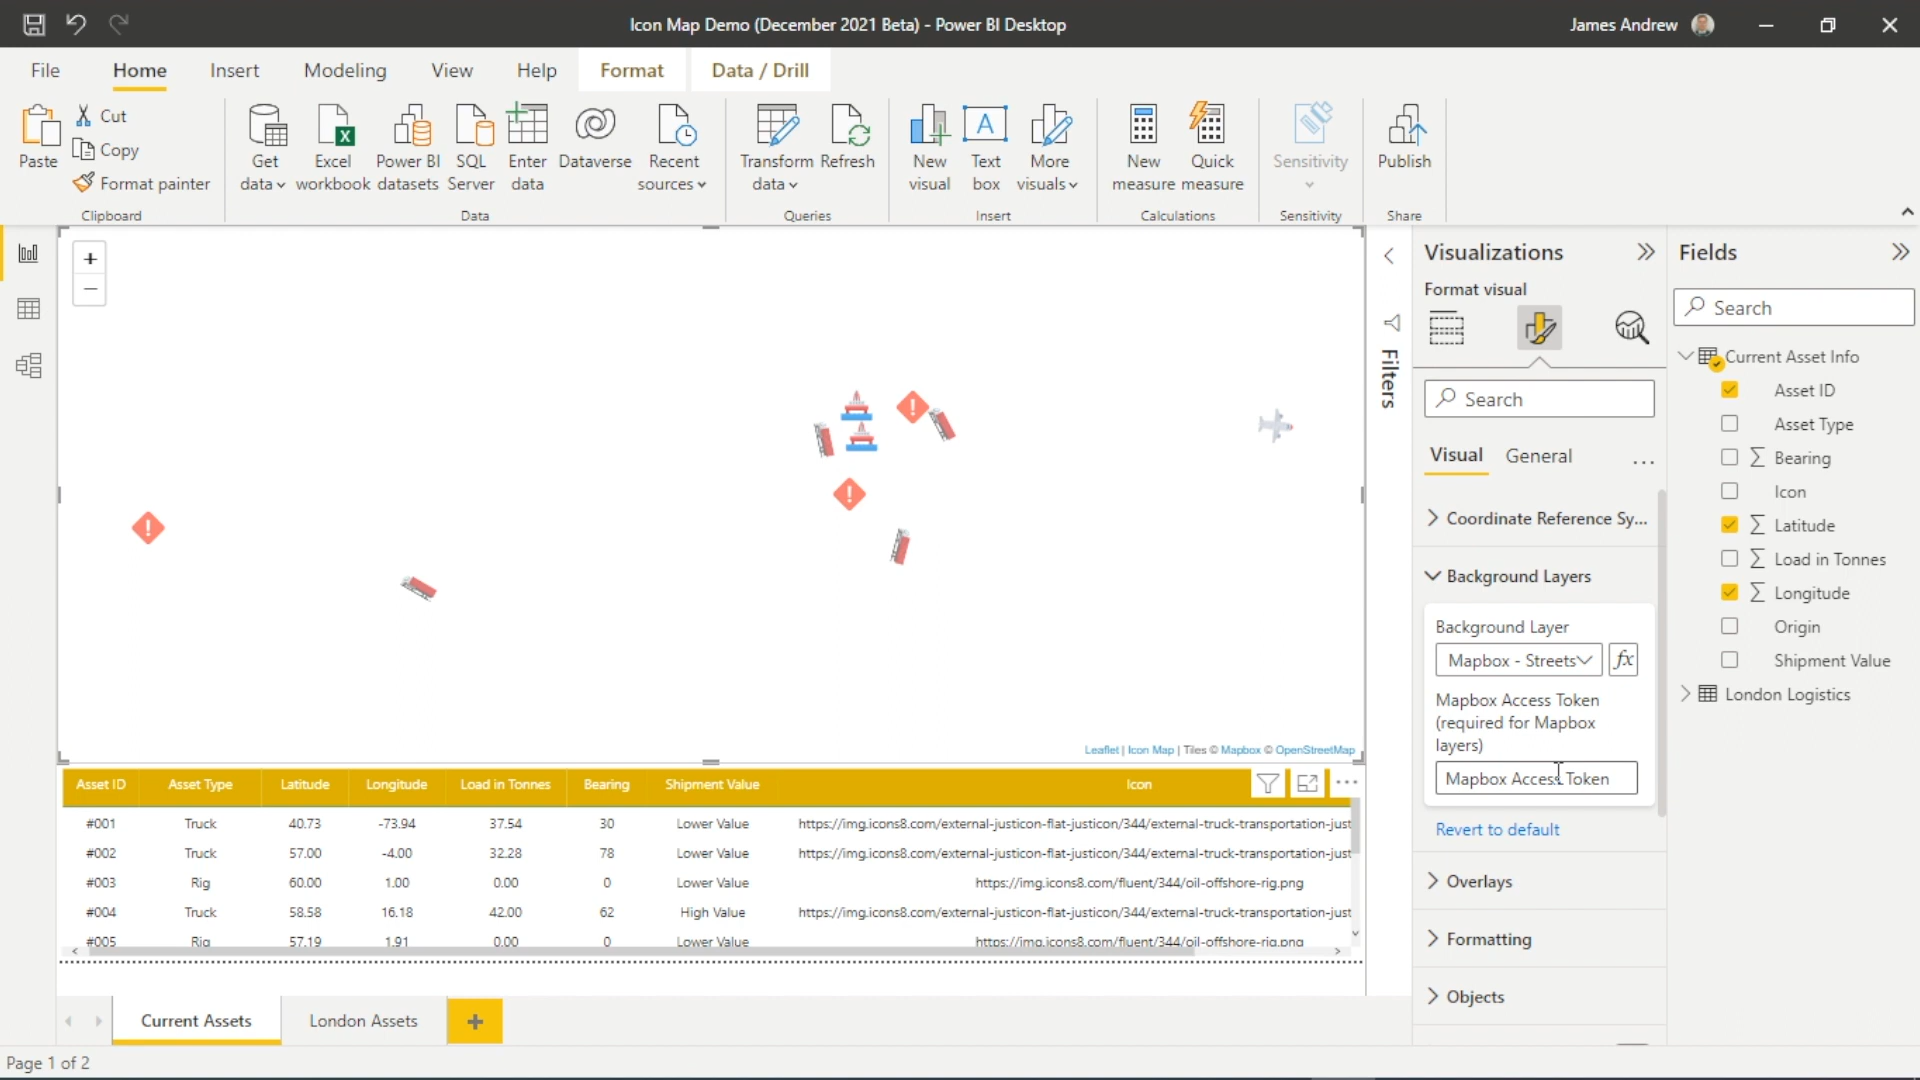 Icon Map Demo (December 2021 Beta) - Power BI Desktop
James Andrew
File Home Insert Modeling View Help Format Data / Drill
Paste
Cut
Copy
Format painter
Clipboard
Get data
Excel workbook
Power BI datasets
SQL Server
Enter data
Dataverse
Recent sources
Data
Transform data
Refresh
Queries
New visual
Text box
More visuals
Insert
New measure
Quick measure
Calculations
Sensitivity
Sensitivity
Publish
Share
+
−
Leaflet | Icon Map | Tiles © Mapbox © OpenStreetMap
Asset ID Asset Type Latitude Longitude Load in Tonnes Bearing Shipment Value Icon
#001 Truck 40.73 -73.94 37.54 30 Lower Value https://img.icons8.com/external-justicon-flat-justicon/344/external-truck-transportation-just
#002 Truck 57.00 -4.00 32.28 78 Lower Value https://img.icons8.com/external-justicon-flat-justicon/344/external-truck-transportation-just
#003 Rig 60.00 1.00 0.00 0 Lower Value https://img.icons8.com/fluent/344/oil-offshore-rig.png
#004 Truck 58.58 16.18 42.00 62 High Value https://img.icons8.com/external-justicon-flat-justicon/344/external-truck-transportation-just
#005 Rig 57.19 1.91 0.00 0 Lower Value https://img.icons8.com/fluent/344/oil-offshore-rig.png
Current Assets London Assets +
Page 1 of 2
Filters
Visualizations
Format visual
Search
Visual General ...
Coordinate Reference Sy...
Background Layers
Background Layer
Mapbox - Streets fx
Mapbox Access Token
(required for Mapbox
layers)
Mapbox Access Token
Revert to default
Overlays
Formatting
Objects
Fields
Search
Current Asset Info
Asset ID
Asset Type
∑ Bearing
Icon
∑ Latitude
∑ Load in Tonnes
∑ Longitude
Origin
Shipment Value
London Logistics